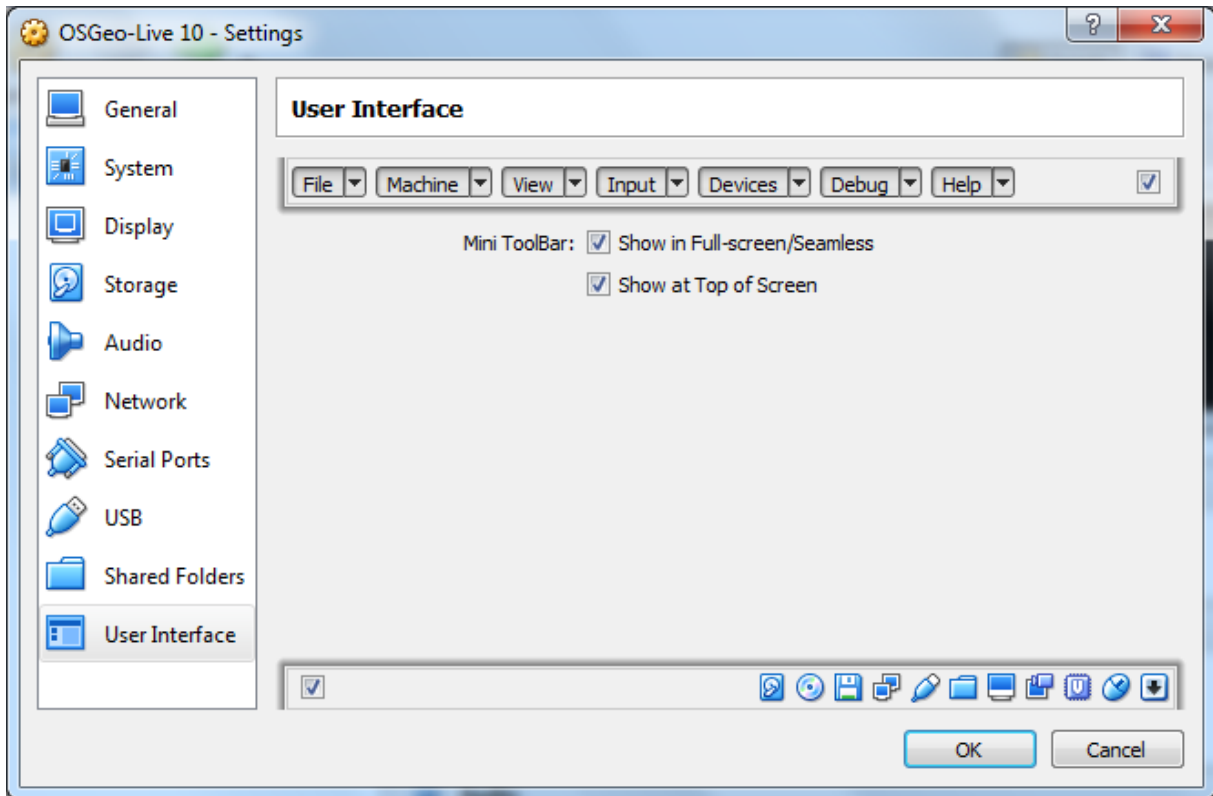 OSGeo-Live 10 - Settings
General
System
Display
Storage
Audio
Network
Serial Ports
USB
Shared Folders
User Interface
User Interface
File Machine View Input Devices Debug Help
Mini ToolBar: Show in Full-screen/Seamless
Show at Top of Screen
OK Cancel